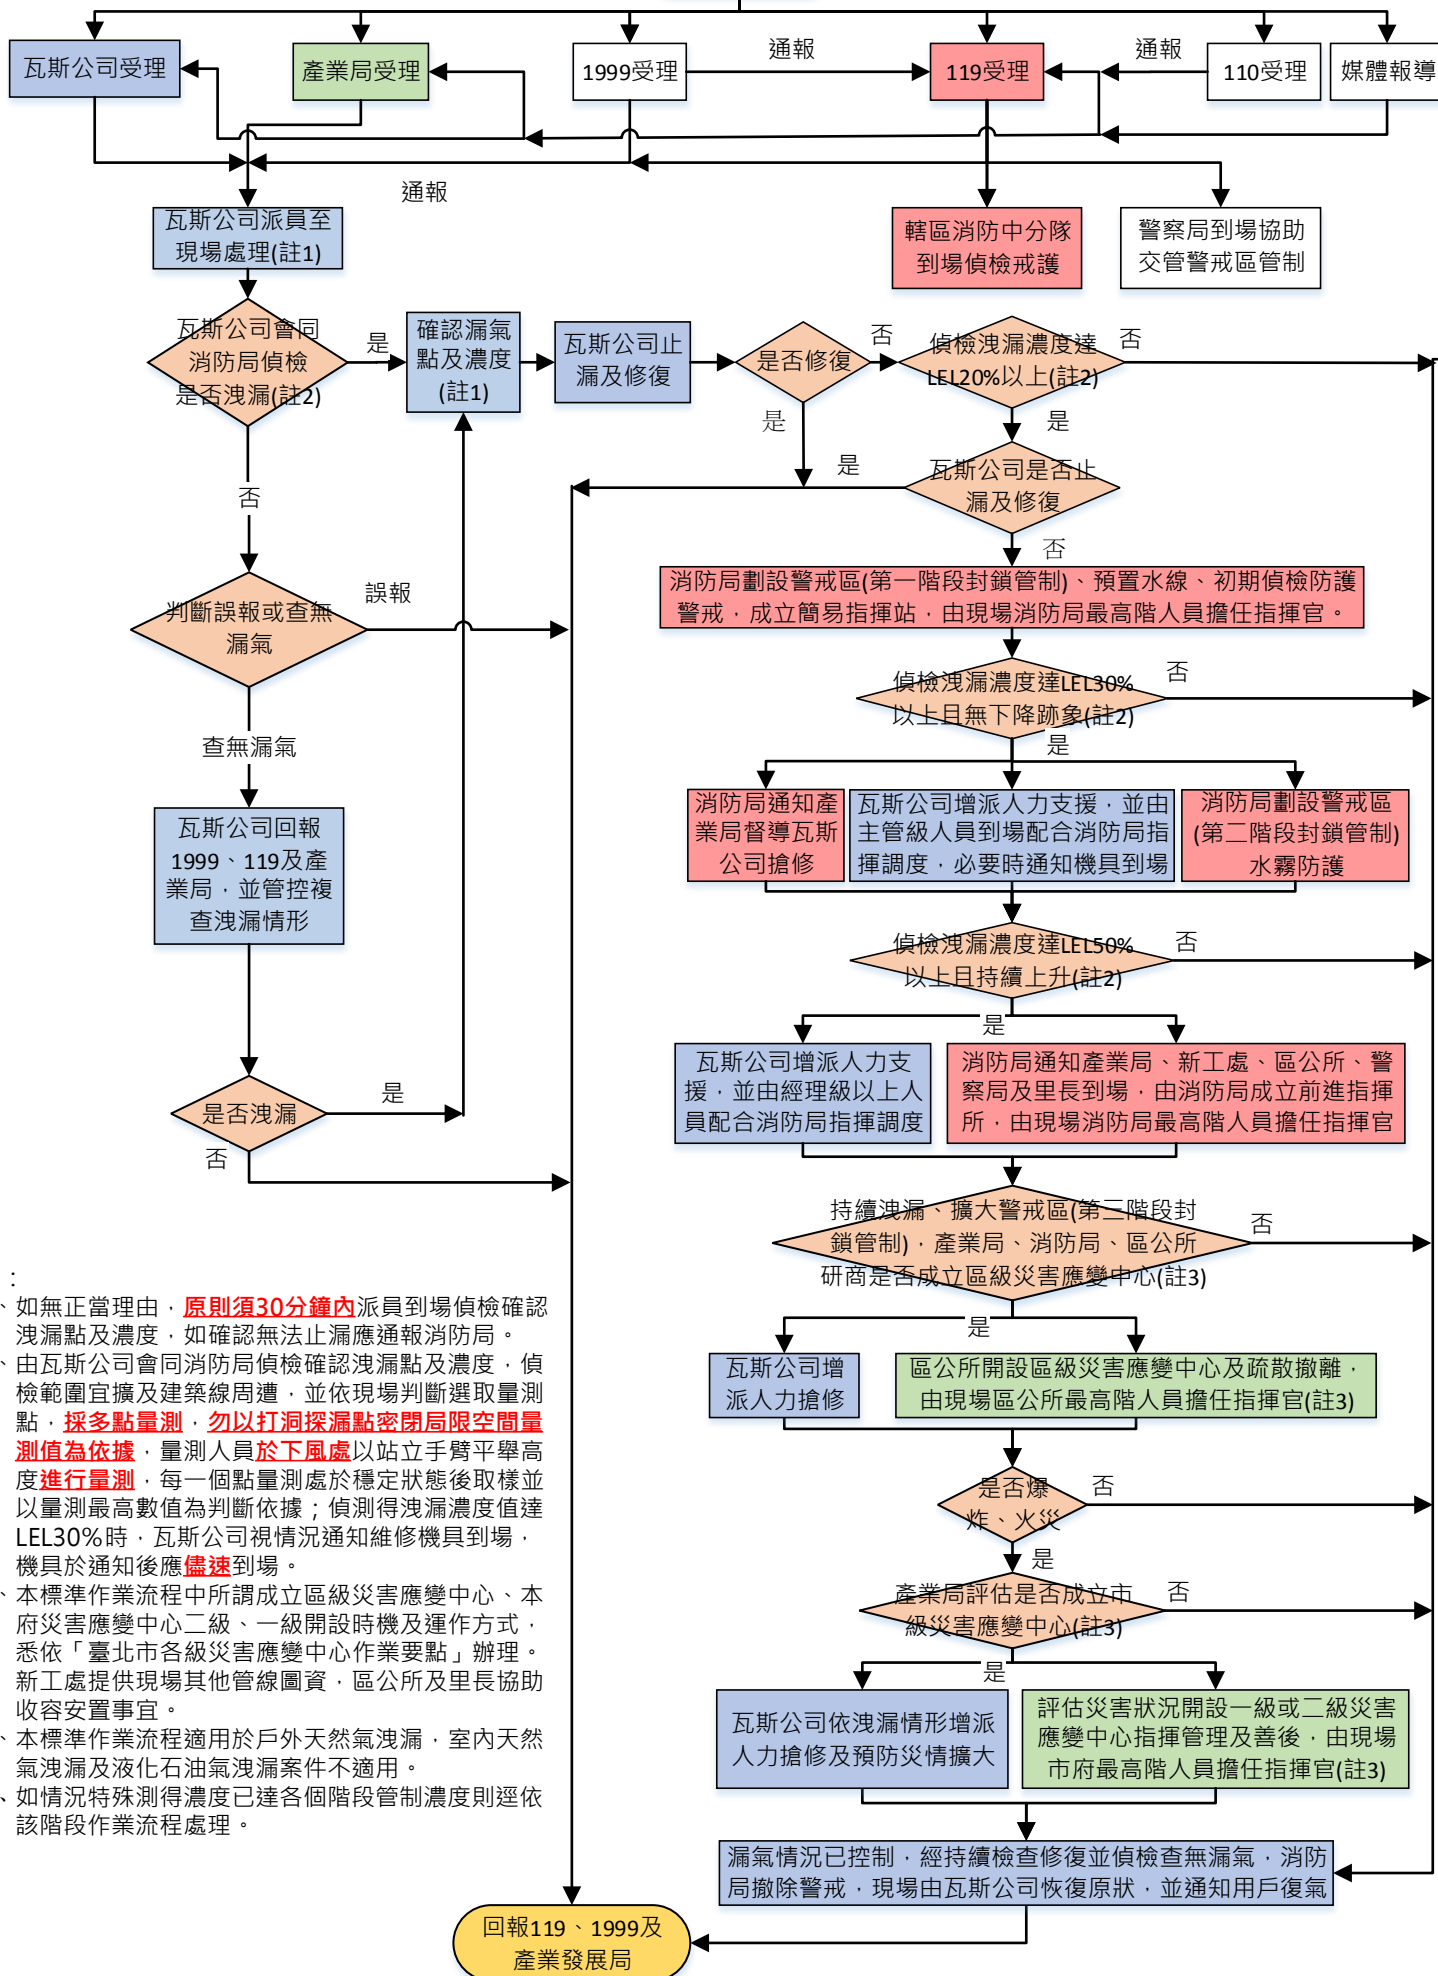 瓦斯公司受理
產業局受理
1999受理
通報
119受理
通報
110受理
媒體報導
通報
瓦斯公司派員至
現場處理(註1)
轄區消防中分隊
到場偵檢戒護
警察局到場協助
交管警戒區管制
瓦斯公司會同
消防局偵檢
是否洩漏(註2)
是
確認漏氣
點及濃度
(註1)
瓦斯公司止
漏及修復
是否修復
否
偵檢洩漏濃度達
LEL20%以上(註2)
否
是
是
是
瓦斯公司是否止
漏及修復
否
否
消防局劃設警戒區(第一階段封鎖管制)、預置水線、初期偵檢防護
警戒，成立簡易指揮站，由現場消防局最高階人員擔任指揮官。
判斷誤報或查無
漏氣
誤報
偵檢洩漏濃度達LEL30%
以上且無下降跡象(註2)
否
是
查無漏氣
消防局通知產
業局督導瓦斯
公司搶修
瓦斯公司增派人力支援，並由
主管級人員到場配合消防局指
揮調度，必要時通知機具到場
消防局劃設警戒區
(第二階段封鎖管制)
水霧防護
瓦斯公司回報
1999、119及產
業局，並管控複
查洩漏情形
偵檢洩漏濃度達LEL50%
以上且持續上升(註2)
否
是
瓦斯公司增派人力支
援，並由經理級以上人
員配合消防局指揮調度
消防局通知產業局、新工處、區公所、警
察局及里長到場，由消防局成立前進指揮
所，由現場消防局最高階人員擔任指揮官
是否洩漏
是
否
持續洩漏、擴大警戒區(第三階段封
鎖管制)，產業局、消防局、區公所
研商是否成立區級災害應變中心(註3)
否
是
瓦斯公司增
派人力搶修
區公所開設區級災害應變中心及疏散撤離，
由現場區公所最高階人員擔任指揮官(註3)
是否爆
炸、火災
否
是
產業局評估是否成立市
級災害應變中心(註3)
否
是
瓦斯公司依洩漏情形增派
人力搶修及預防災情擴大
評估災害狀況開設一級或二級災害
應變中心指揮管理及善後，由現場
市府最高階人員擔任指揮官(註3)
漏氣情況已控制，經持續檢查修復並偵檢查無漏氣，消防
局撤除警戒，現場由瓦斯公司恢復原狀，並通知用戶復氣
回報119、1999及
產業發展局
：
、如無正當理由，原則須30分鐘內派員到場偵檢確認
洩漏點及濃度，如確認無法止漏應通報消防局。
、由瓦斯公司會同消防局偵檢確認洩漏點及濃度，偵
檢範圍宜擴及建築線周遭，並依現場判斷選取量測
點，採多點量測，勿以打洞探漏點密閉局限空間量
測值為依據，量測人員於下風處以站立手臂平舉高
度進行量測，每一個點量測處於穩定狀態後取樣並
以量測最高數值為判斷依據；偵測得洩漏濃度值達
LEL30%時，瓦斯公司視情況通知維修機具到場，
機具於通知後應儘速到場。
、本標準作業流程中所謂成立區級災害應變中心、本
府災害應變中心二級、一級開設時機及運作方式，
悉依「臺北市各級災害應變中心作業要點」辦理。
新工處提供現場其他管線圖資，區公所及里長協助
收容安置事宜。
、本標準作業流程適用於戶外天然氣洩漏，室內天然
氣洩漏及液化石油氣洩漏案件不適用。
、如情況特殊測得濃度已達各個階段管制濃度則逕依
該階段作業流程處理。